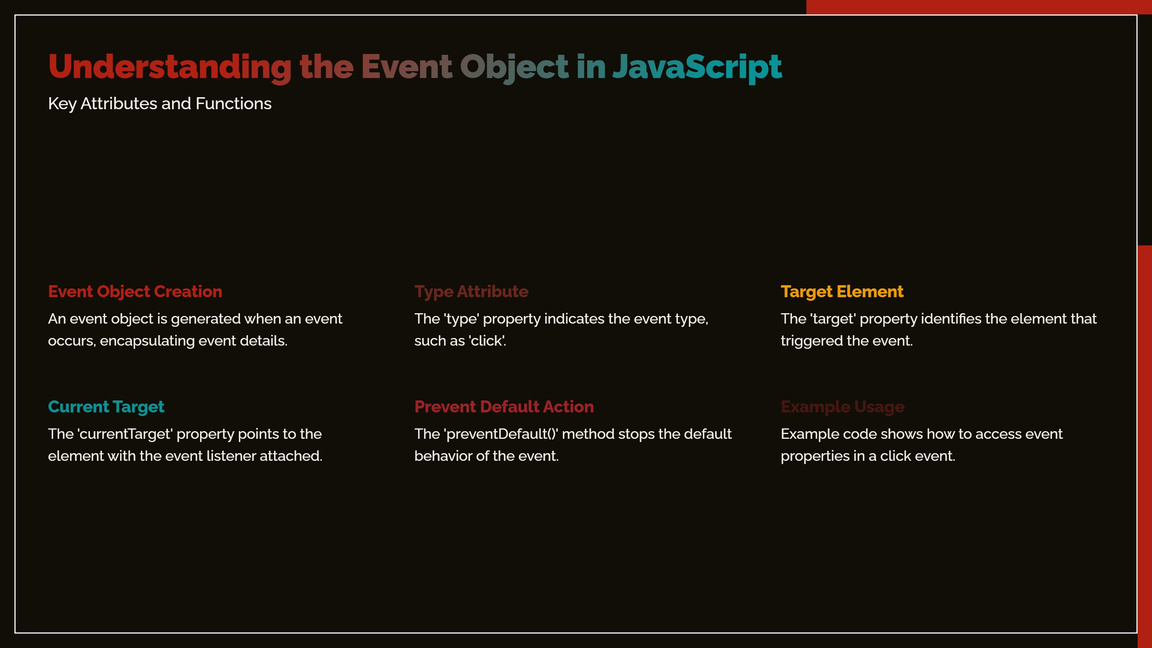 Understanding the Event Object in JavaScript
Key Attributes and Functions
Event Object Creation
An event object is generated when an event
occurs, encapsulating event details.
Type Attribute
The 'type' property indicates the event type,
such as 'click'.
Target Element
The 'target' property identifies the element that
triggered the event.
Current Target
The 'currentTarget' property points to the
element with the event listener attached.
Prevent Default Action
The 'preventDefault()' method stops the default
behavior of the event.
Example Usage
Example code shows how to access event
properties in a click event.